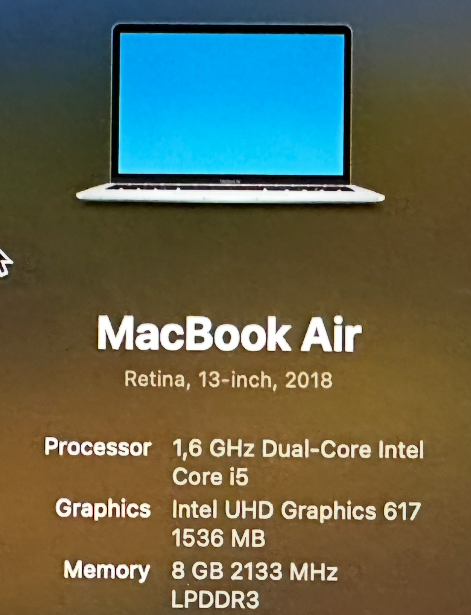 MacBook Air
Retina, 13-inch, 2018
Processor 1,6 GHz Dual-Core Intel
Core i5
Graphics Intel UHD Graphics 617
1536 MB
Memory 8 GB 2133 MHz
LPDDR3